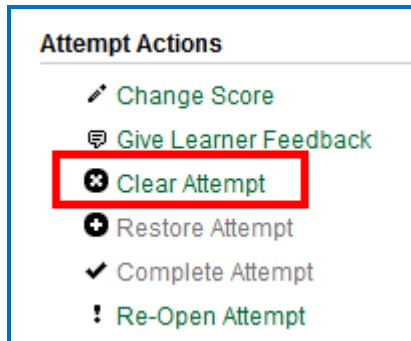 Attempt Actions
Change Score
Give Learner Feedback
Clear Attempt
Restore Attempt
Complete Attempt
Re-Open Attempt